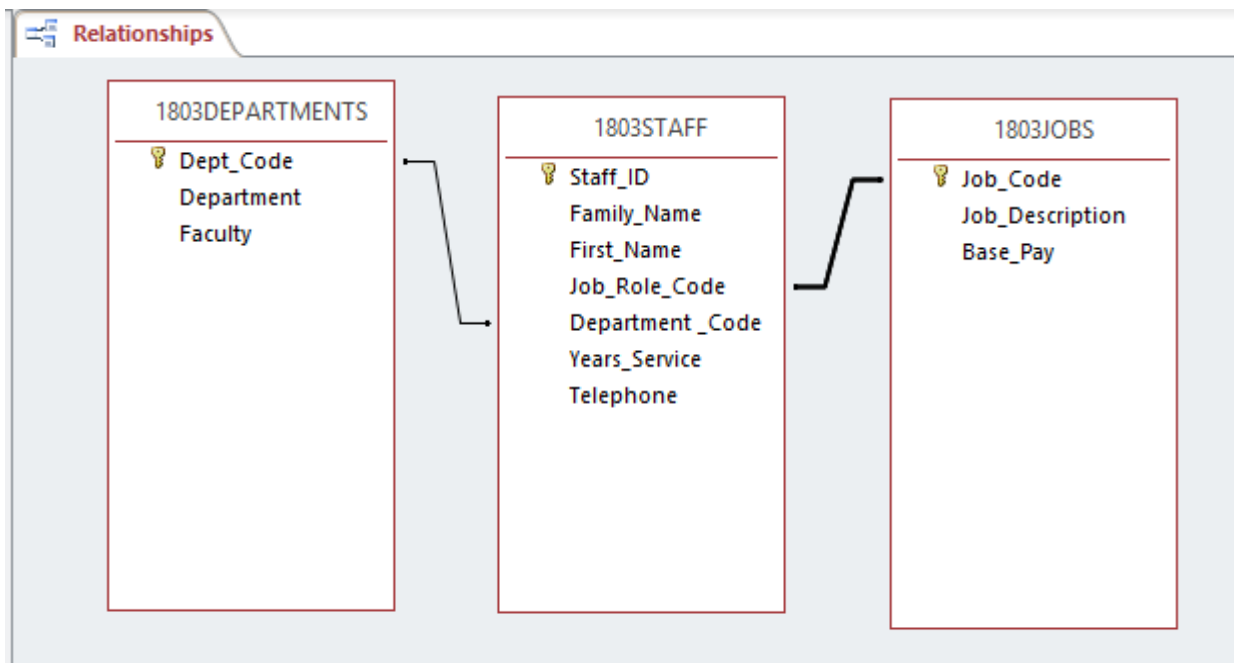 Relationships
1803DEPARTMENTS
Dept_Code
Department
Faculty
1803STAFF
Staff_ID
Family_Name
First_Name
Job_Role_Code
Department _Code
Years_Service
Telephone
1803JOBS
Job_Code
Job_Description
Base_Pay